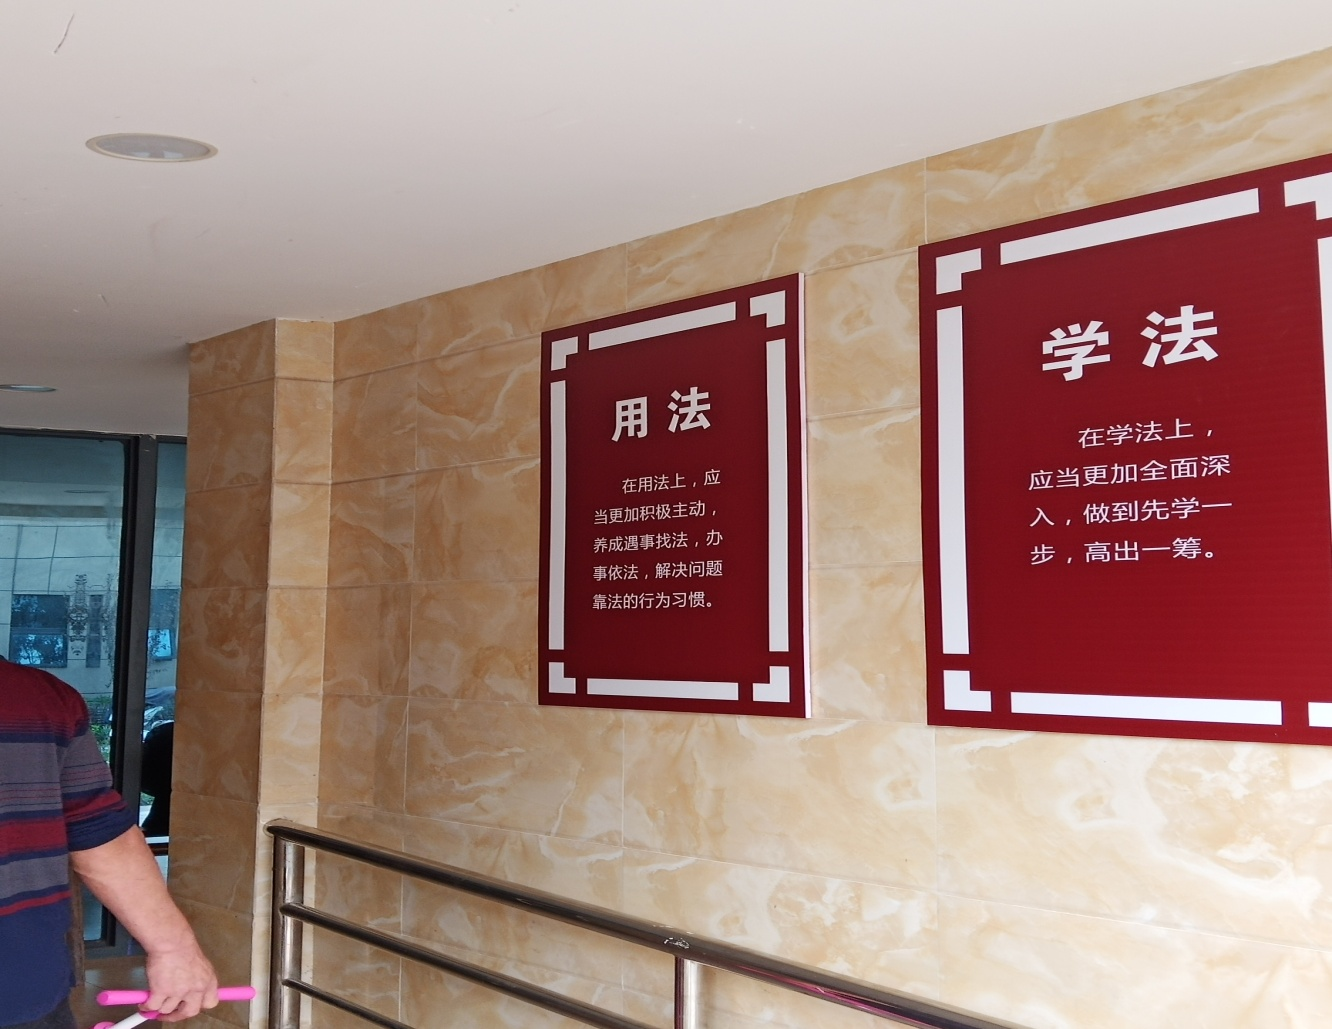 用法
在用法上，应
当更加积极主动，
养成遇事找法，办
事依法，解决问题
靠法的行为习惯。
学法
在学法上，
应当更加全面深
入，做到先学一
步，高出一筹。